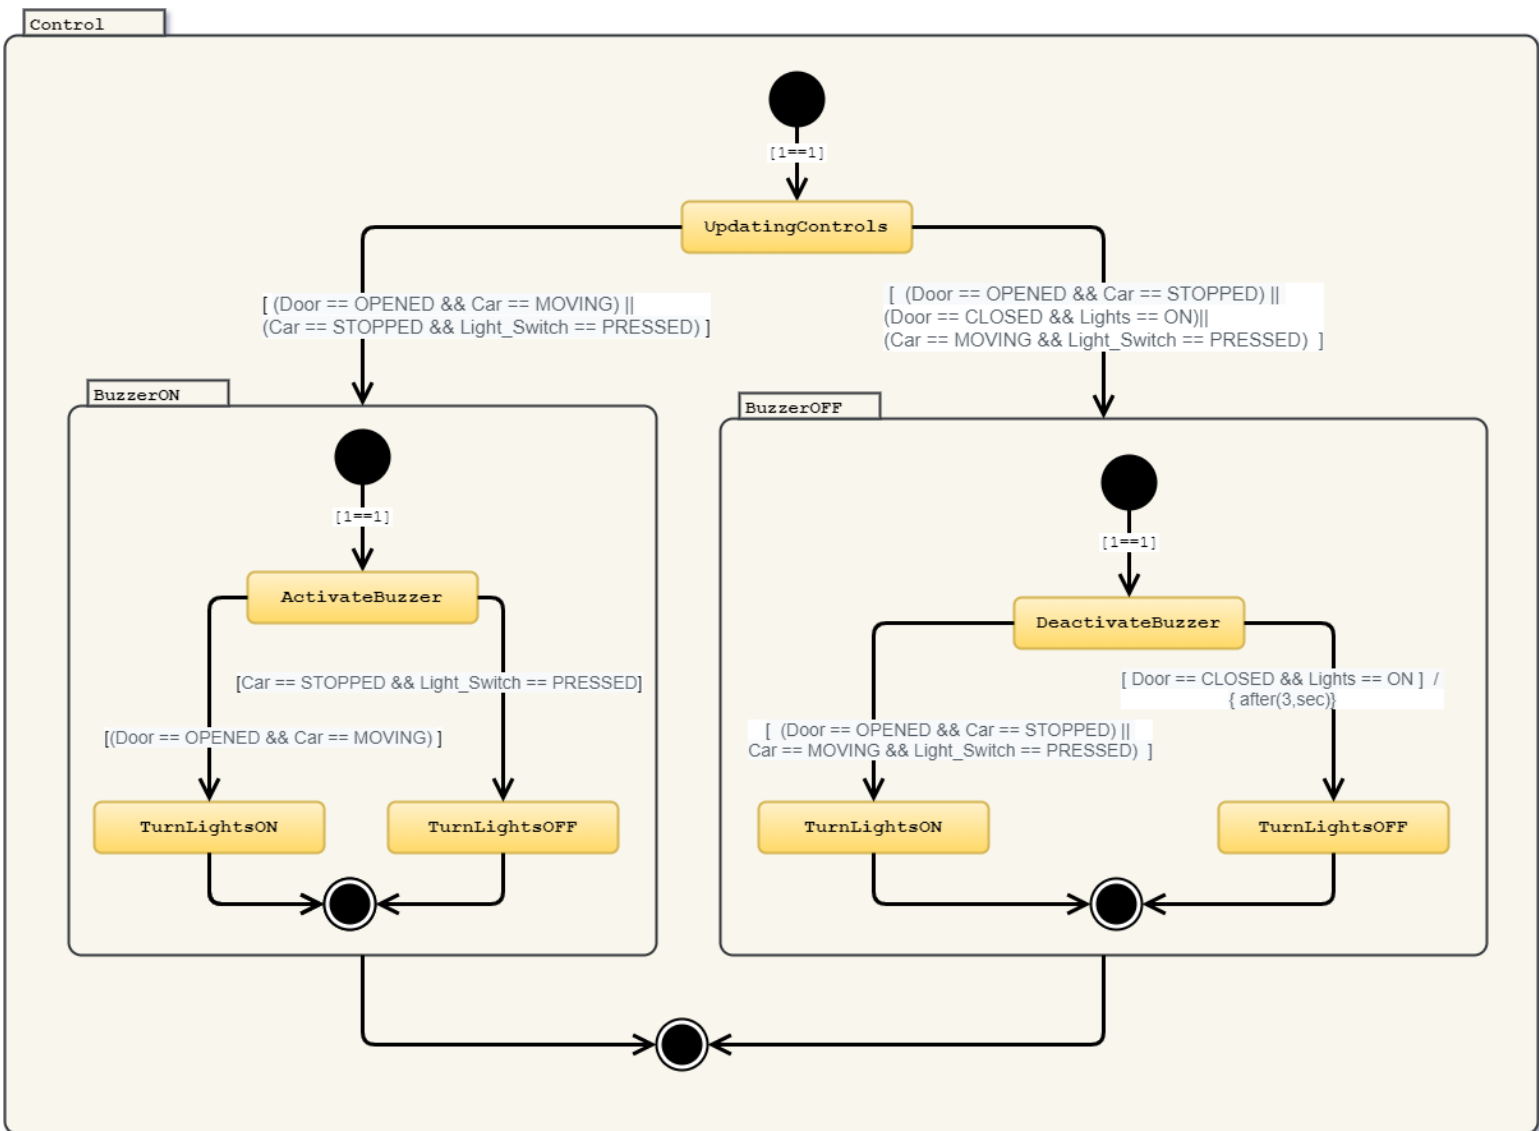 Control
[1==1]
UpdatingControls
[ (Door == OPENED && Car == MOVING) ||
(Car == STOPPED && Light_Switch == PRESSED) ]
[ (Door == OPENED && Car == STOPPED) ||
(Door == CLOSED && Lights == ON)||
(Car == MOVING && Light_Switch == PRESSED) ]
BuzzerON
[1==1]
ActivateBuzzer
[Car == STOPPED && Light_Switch == PRESSED]
[(Door == OPENED && Car == MOVING) ]
TurnLightsON
TurnLightsOFF
BuzzerOFF
[1==1]
DeactivateBuzzer
[ Door == CLOSED && Lights == ON ] /
{ after(3,sec)}
[ (Door == OPENED && Car == STOPPED) ||
Car == MOVING && Light_Switch == PRESSED) ]
TurnLightsON
TurnLightsOFF